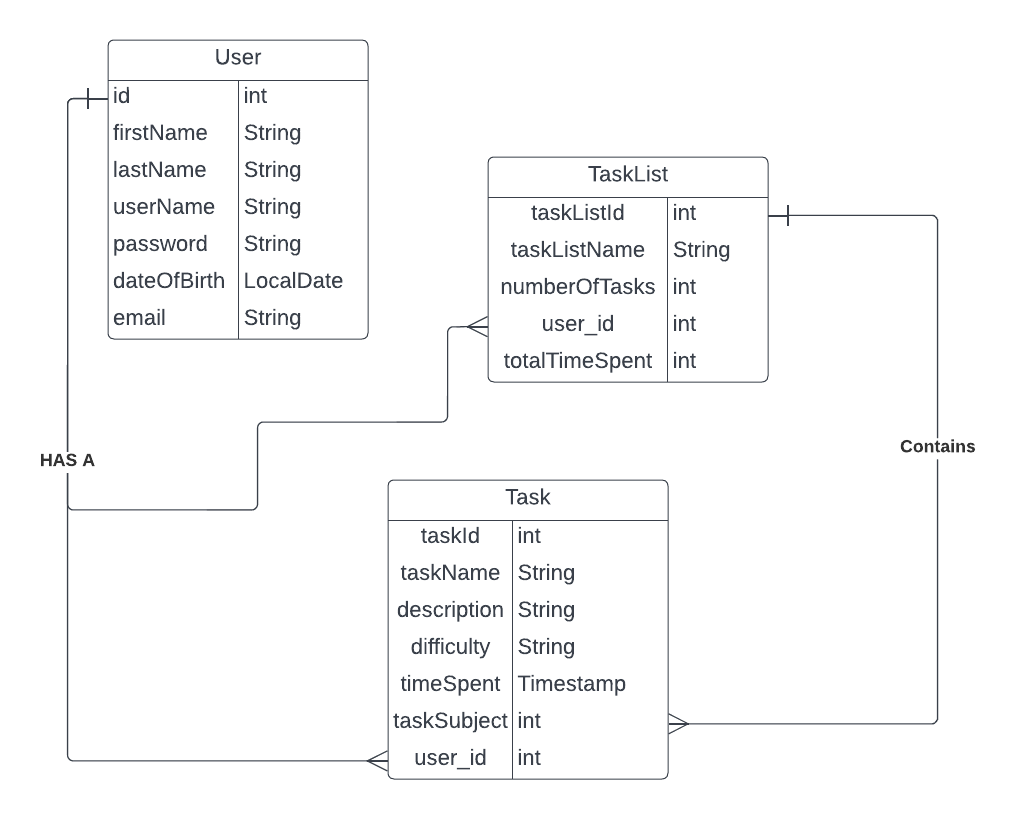 User
id int
firstName String
lastName String
userName String
password String
dateOfBirth LocalDate
email String
TaskList
taskListId int
taskListName String
numberOfTasks int
user_id int
totalTimeSpent int
HAS A
Contains
Task
taskId int
taskName String
description String
difficulty String
timeSpent Timestamp
taskSubject int
user_id int